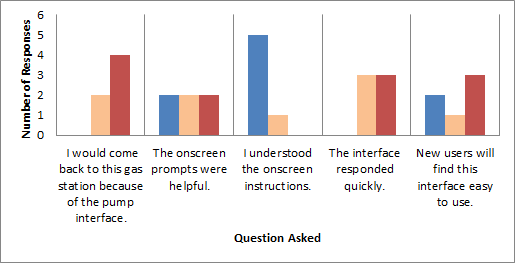 Number of Responses
6
5
4
3
2
1
0
I would come
back to this gas
station because
of the pump
interface.
The onscreen
prompts were
helpful.
I understood
the onscreen
instructions.
The interface
responded
quickly.
New users will
find this
interface easy
to use.
Question Asked